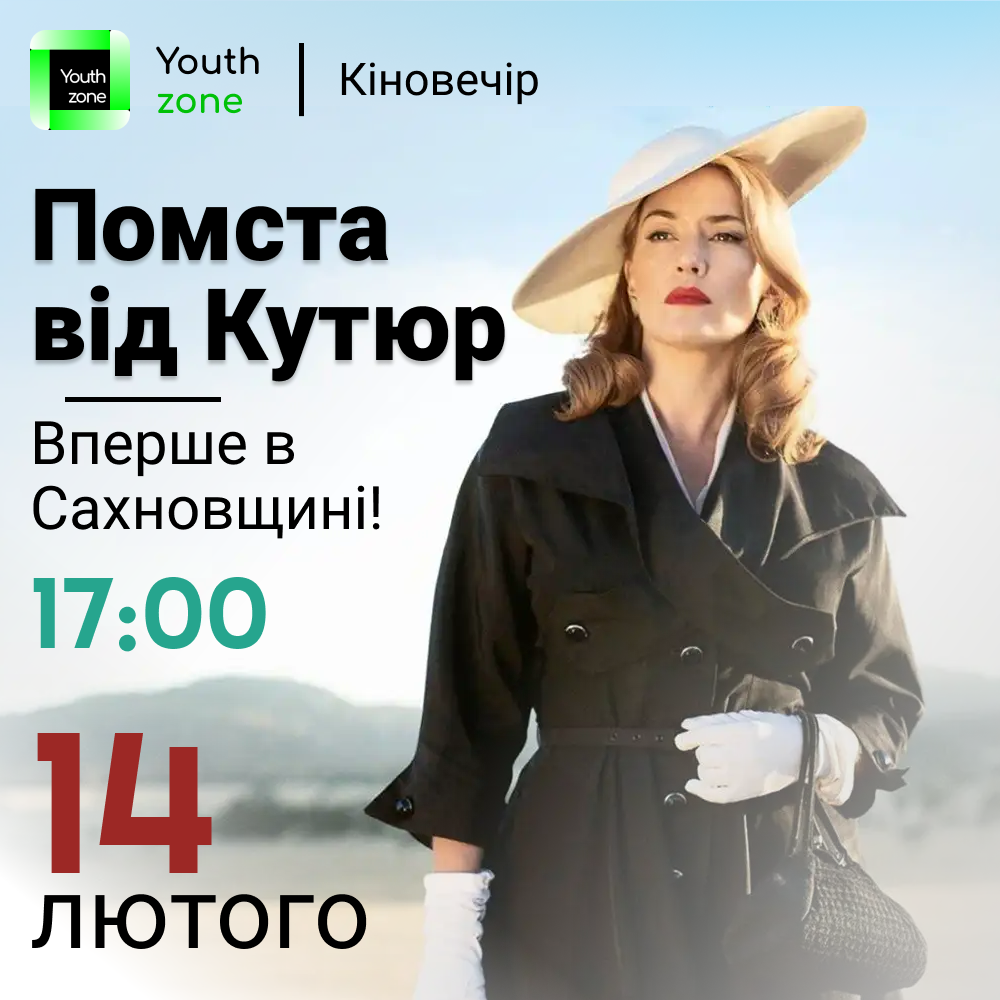 Youth
zone
Youth
zone
Кіновечір
Помста
від Кутюр
Вперше в
Сахновщині!
17:00
14
лютого